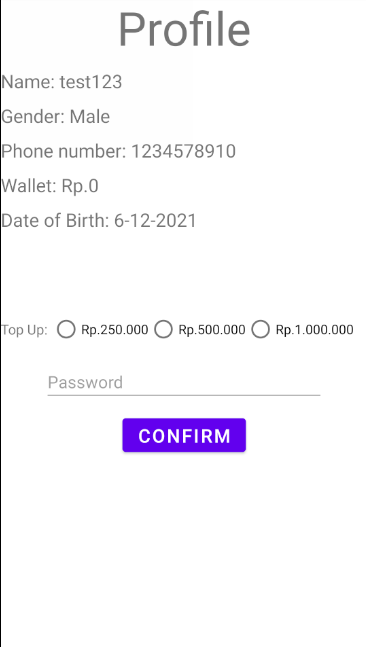 Profile
Name: test123
Gender: Male
Phone number: 1234578910
Wallet: Rp.0
Date of Birth: 6-12-2021
Top Up: Rp.250.000 Rp.500.000 Rp.1.000.000
Password
CONFIRM